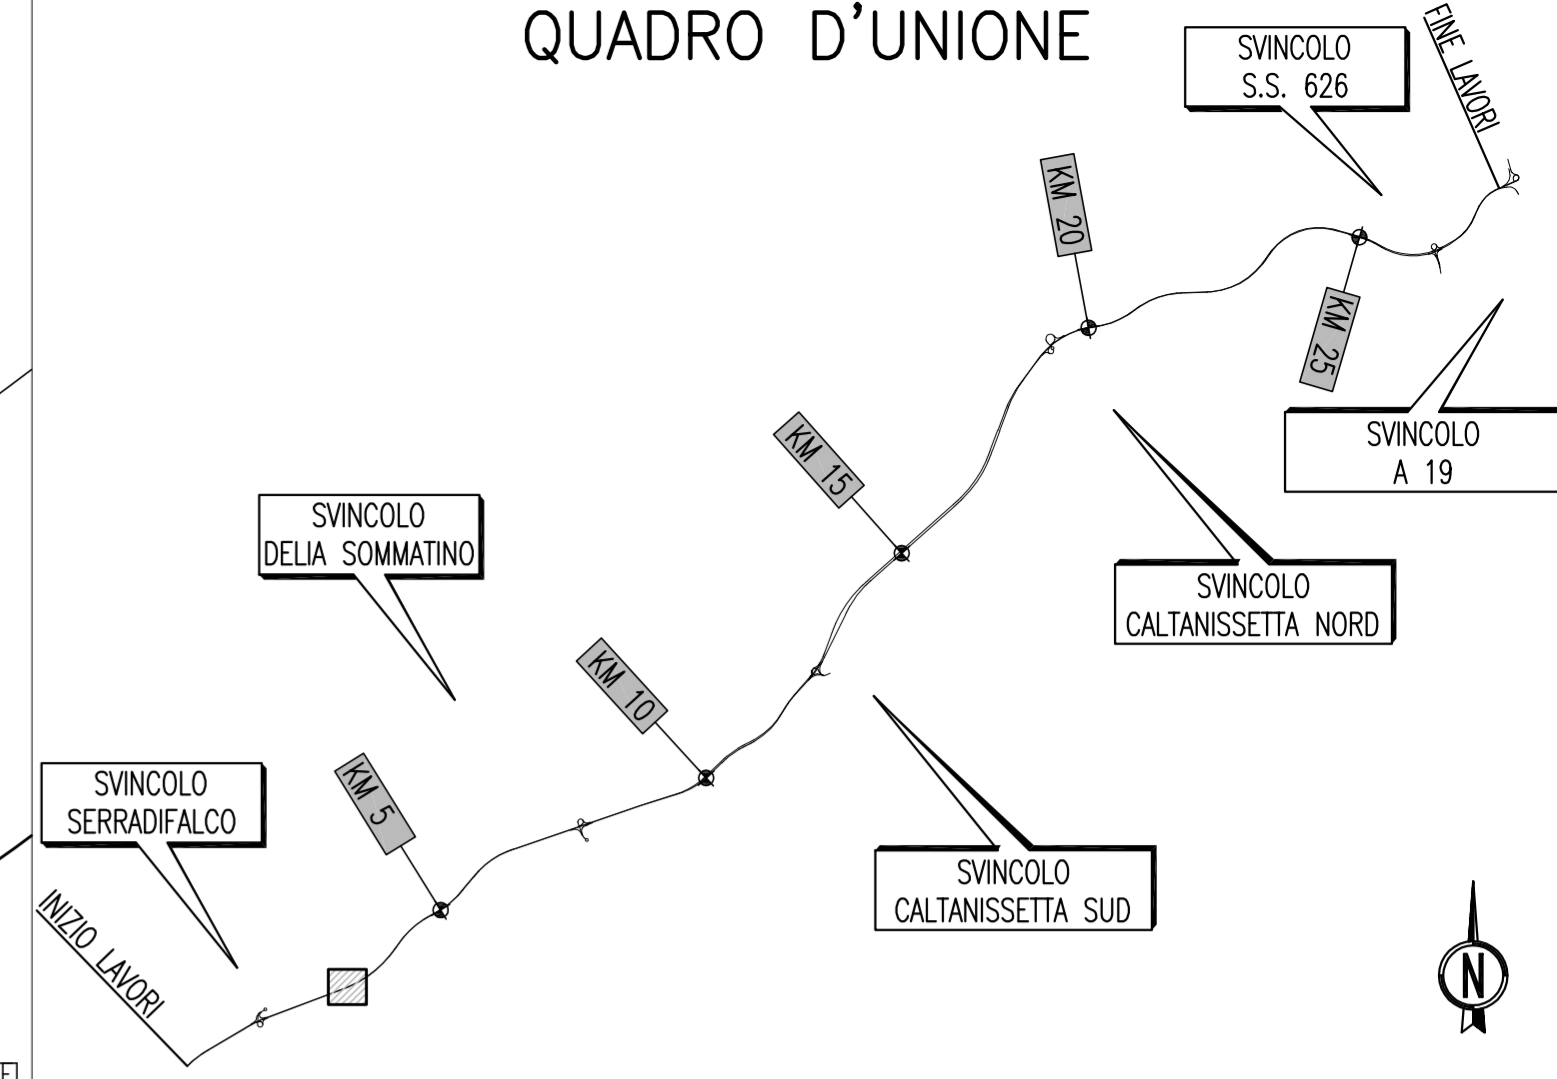 QUADRO D'UNIONE
SVINCOLO
S.S. 626
FINE LAVORI
KM 20
KM 25
SVINCOLO
A 19
KM 15
SVINCOLO
DELIA SOMMATINO
SVINCOLO
CALTANISSETTA NORD
KM 10
KM 5
SVINCOLO
SERRADIFALCO
SVINCOLO
CALTANISSETTA SUD
INIZIO LAVORI
N